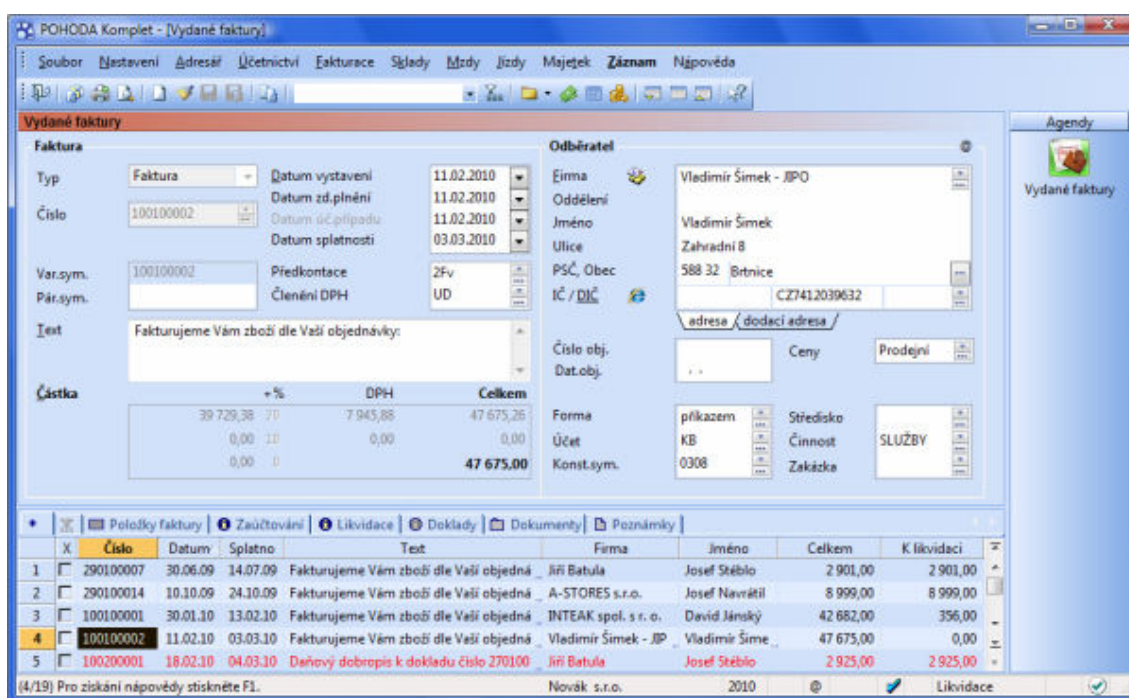 POHODA Komplet - [Vydané faktury]
Soubor Nastavení Adresář Účetnictví Fakturace Sklady Mzdy Jízdy Majetek Záznam Nápověda
Vydané faktury
Agendy
Vydané faktury
Faktura
Typ Faktura
Číslo 100100002
Datum vystavení 11.02.2010
Datum zd.plnění 11.02.2010
Datum úč.případu 11.02.2010
Datum splatnosti 03.03.2010
Var.sym. 100100002
Pár.sym.
Předkontace 2Fv
Členění DPH UD
Text Fakturujeme Vám zboží dle Vaší objednávky:
Částka +% DPH Celkem
39 729,38 20 7 945,88 47 675,26
0,00 10 0,00 0,00
0,00 0 47 675,00
Odběratel @
Firma Vladimír Šimek - JIPO
Oddělení
Jméno Vladimír Šimek
Ulice Zahradní 8
PSČ, Obec 588 32 Brtnice
IČ / DIČ CZ7412039632
adresa dodací adresa
Číslo obj.
Dat.obj. . .
Ceny Prodejní
Forma příkazem
Účet KB
Konst.sym. 0308
Středisko
Činnost SLUŽBY
Zakázka
Položky faktury Zaúčtování Likvidace Doklady Dokumenty Poznámky
X Číslo Datum Splatno Text Firma Jméno Celkem K likvidaci
1 290100007 30.06.09 14.07.09 Fakturujeme Vám zboží dle Vaší objedná Jiří Batula Josef Stéblo 2 901,00 2 901,00
2 290100014 10.10.09 24.10.09 Fakturujeme Vám zboží dle Vaší objedná A-STORES s.r.o. Josef Navrátil 8 999,00 8 999,00
3 100100001 30.01.10 13.02.10 Fakturujeme Vám zboží dle Vaší objedná INTEAK spol. s r. o. David Jánský 42 682,00 356,00
4 100100002 11.02.10 03.03.10 Fakturujeme Vám zboží dle Vaší objedná Vladimír Šimek - JIP Vladimír Šime 47 675,00 0,00
5 100200001 18.02.10 04.03.10 Daňový dobropis k dokladu číslo 270100 Jiří Batula Josef Stéblo 2 925,00 2 925,00
(4/19) Pro získání nápovědy stiskněte F1. Novák s.r.o. 2010 @ Likvidace